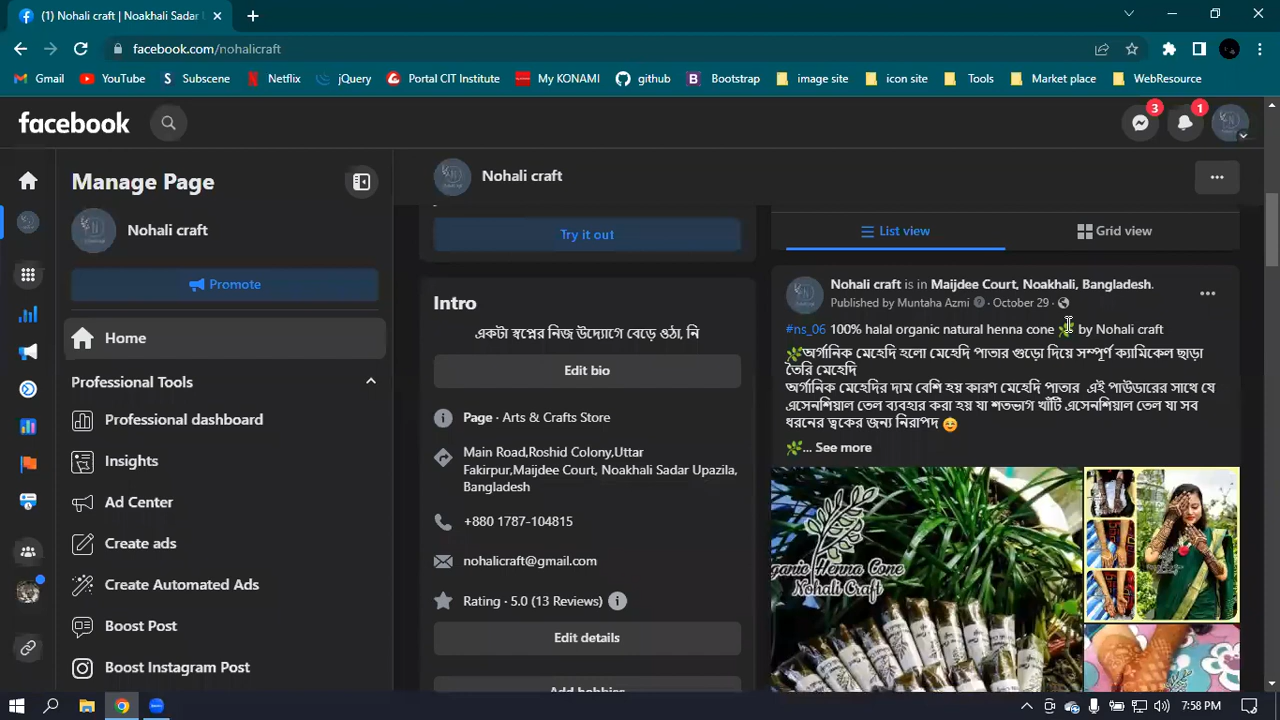 (1) Nohali craft | Noakhali Sadar
facebook.com/nohalicraft
Gmail YouTube Subscene Netflix jQuery Portal CIT Institute My KONAMI github Bootstrap image site icon site Tools Market place WebResource
facebook
3
1
Manage Page
Nohali craft
Promote
Home
Professional Tools
Professional dashboard
Insights
Ad Center
Create ads
Create Automated Ads
Boost Post
Boost Instagram Post
Nohali craft
Try it out
Intro
একটা স্বপ্নের নিজ উদ্যোগে বেড়ে ওঠা, নি
Edit bio
Page · Arts & Crafts Store
Main Road,Roshid Colony,Uttar
Fakirpur,Maijdee Court, Noakhali Sadar Upazila,
Bangladesh
+880 1787-104815
nohalicraft@gmail.com
Rating · 5.0 (13 Reviews)
Edit details
Add hobbies
List view
Grid view
Nohali craft is in Maijdee Court, Noakhali, Bangladesh.
Published by Muntaha Azmi · October 29 ·
#ns_06 100% halal organic natural henna cone 🌿 by Nohali craft
🌿অর্গানিক মেহেদি হলো মেহেদি পাতার গুড়ো দিয়ে সম্পূর্ণ ক্যামিকেল ছাড়া
তৈরি মেহেদি
অর্গানিক মেহেদির দাম বেশি হয় কারণ মেহেদি পাতার এই পাউডারের সাথে যে
এসেনশিয়াল তেল ব্যবহার করা হয় যা শতভাগ খাঁটি এসেনশিয়াল তেল যা সব
ধরনের ত্বকের জন্য নিরাপদ 😊
🌿... See more
ganic Henna Cone
Nohali Craft
7:58 PM